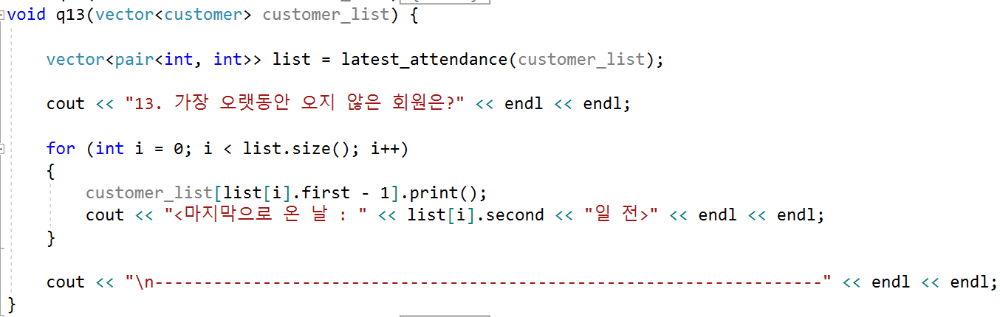 void q13(vector<customer> customer_list) {
vector<pair<int, int>> list = latest_attendance(customer_list);
cout << "13. 가장 오랫동안 오지 않은 회원은?" << endl << endl;
for (int i = 0; i < list.size(); i++)
{
customer_list[list[i].first - 1].print();
cout << "<마지막으로 온 날 : " << list[i].second << "일 전>" << endl << endl;
}
cout << "\n--------------------------------------------------------------------" << endl << endl;
}